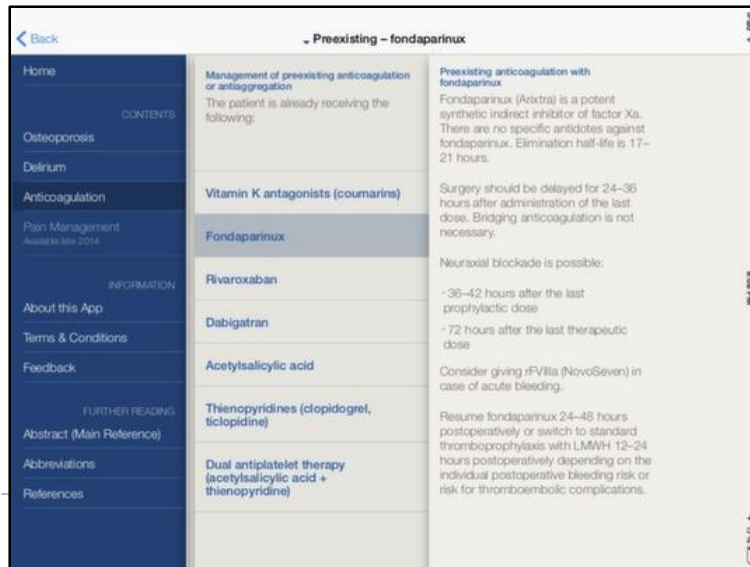 Back
Preexisting – fondaparinux
Home
CONTENTS
Osteoporosis
Delirium
Anticoagulation
Pain Management
Available late 2014
INFORMATION
About this App
Terms & Conditions
Feedback
FURTHER READING
Abstract (Main Reference)
Abbreviations
References
Management of preexisting anticoagulation
or antiaggregation
The patient is already receiving the
following:
Vitamin K antagonists (coumarins)
Fondaparinux
Rivaroxaban
Dabigatran
Acetylsalicylic acid
Thienopyridines (clopidogrel,
ticlopidine)
Dual antiplatelet therapy
(acetylsalicylic acid +
thienopyridine)
Preexisting anticoagulation with
fondaparinux
Fondaparinux (Arixtra) is a potent
synthetic indirect inhibitor of factor Xa.
There are no specific antidotes against
fondaparinux. Elimination half-life is 17–
21 hours.
Surgery should be delayed for 24–36
hours after administration of the last
dose. Bridging anticoagulation is not
necessary.
Neuraxial blockade is possible:
- 36–42 hours after the last
prophylactic dose
- 72 hours after the last therapeutic
dose
Consider giving rFVIIa (NovoSeven) in
case of acute bleeding.
Resume fondaparinux 24–48 hours
postoperatively or switch to standard
thromboprophylaxis with LMWH 12–24
hours postoperatively depending on the
individual postoperative bleeding risk or
risk for thromboembolic complications.